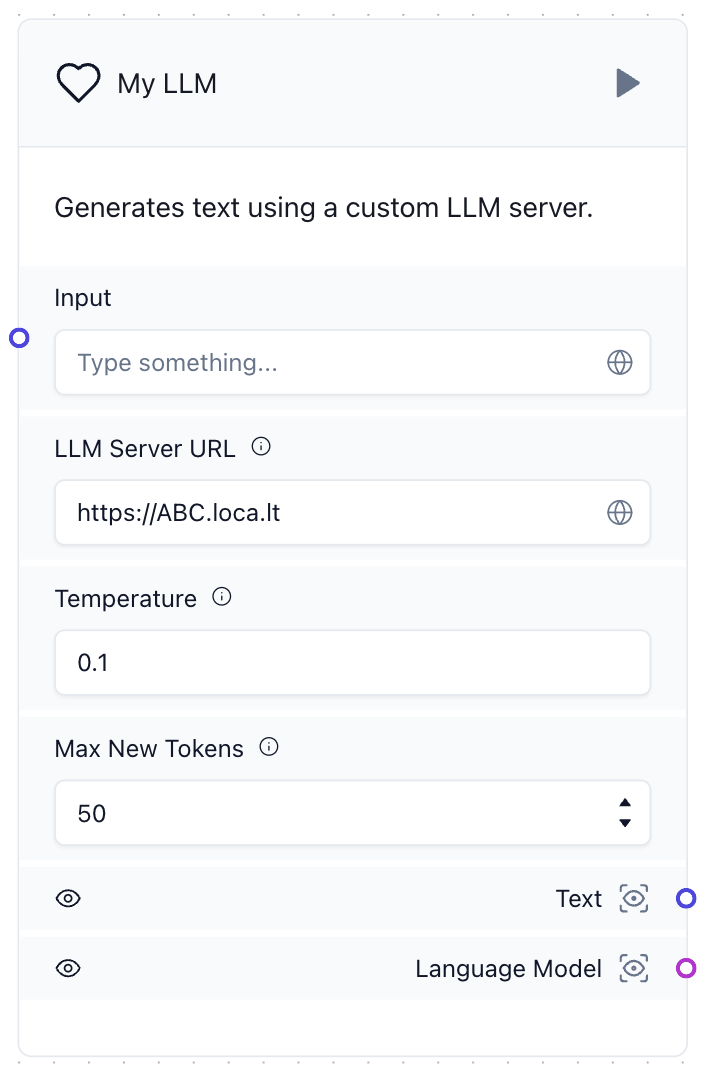 My LLM
Generates text using a custom LLM server.
Input
Type something...
LLM Server URL
https://ABC.loca.lt
Temperature
0.1
Max New Tokens
50
Text
Language Model